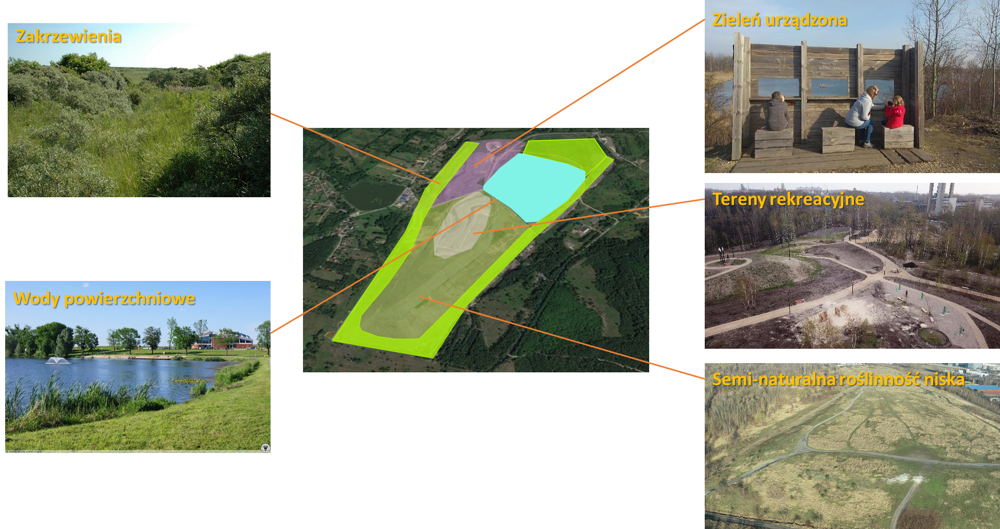 Zakrzewienia
Zieleń urządzona
Tereny rekreacyjne
Wody powierzchniowe
Semi-naturalna roślinność niska